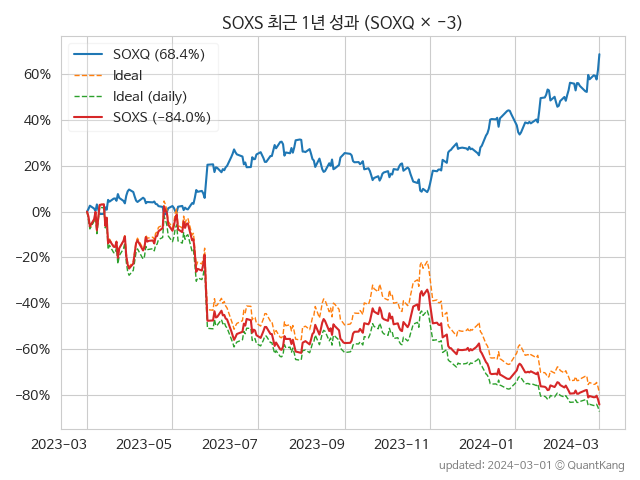 SOXS 최근 1년 성과 (SOXQ × −3)
SOXQ (68.4%)
Ideal
Ideal (daily)
SOXS (−84.0%)
60%
40%
20%
0%
−20%
−40%
−60%
−80%
2023−03
2023−05
2023−07
2023−09
2023−11
2024−01
2024−03
updated: 2024−03−01 © QuantKang